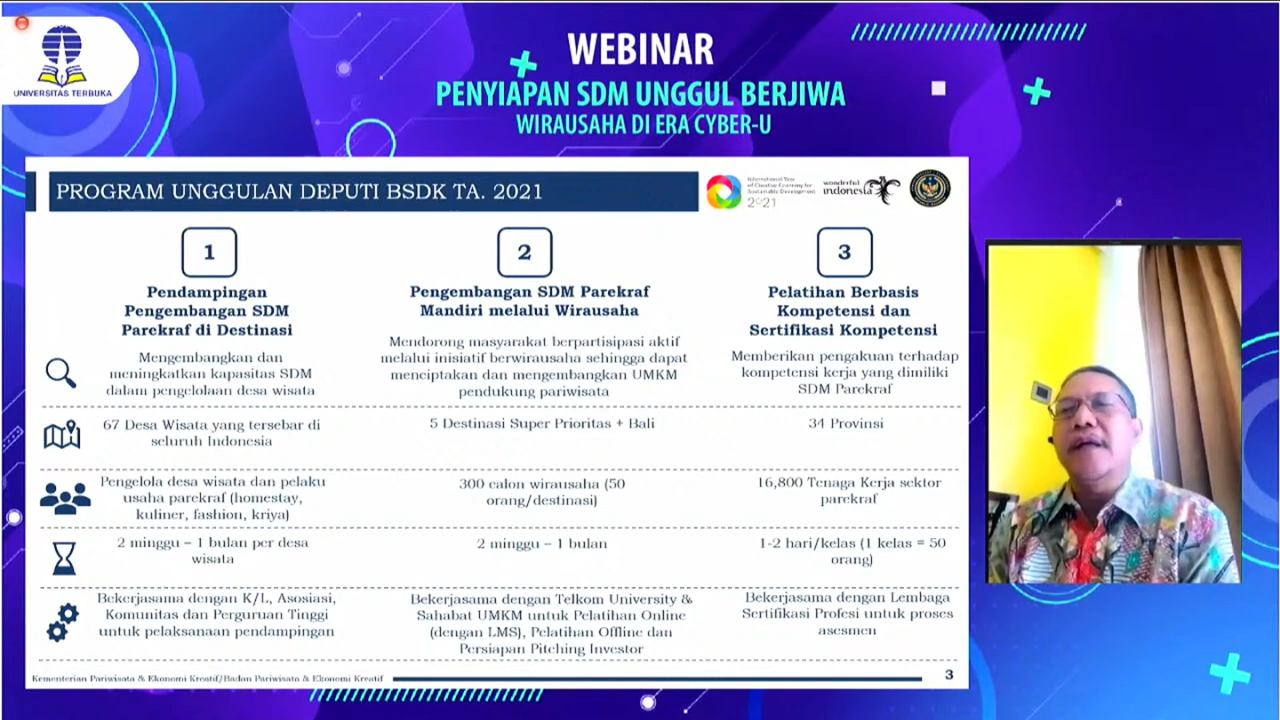 UNIVERSITAS TERBUKA
WEBINAR
PENYIAPAN SDM UNGGUL BERJIWA
WIRAUSAHA DI ERA CYBER-U
PROGRAM UNGGULAN DEPUTI BSDK TA. 2021
International Year
of Creative Economy for
Sustainable Development
2021
wonderful
indonesia
1
Pendampingan
Pengembangan SDM
Parekraf di Destinasi
Mengembangkan dan
meningkatkan kapasitas SDM
dalam pengelolaan desa wisata
67 Desa Wisata yang tersebar di
seluruh Indonesia
Pengelola desa wisata dan pelaku
usaha parekraf (homestay,
kuliner, fashion, kriya)
2 minggu – 1 bulan per desa
wisata
Bekerjasama dengan K/L, Asosiasi,
Komunitas dan Perguruan Tinggi
untuk pelaksanaan pendampingan
2
Pengembangan SDM Parekraf
Mandiri melalui Wirausaha
Mendorong masyarakat berpartisipasi aktif
melalui inisiatif berwirausaha sehingga dapat
menciptakan dan mengembangkan UMKM
pendukung pariwisata
5 Destinasi Super Prioritas + Bali
300 calon wirausaha (50
orang/destinasi)
2 minggu – 1 bulan
Bekerjasama dengan Telkom University &
Sahabat UMKM untuk Pelatihan Online
(dengan LMS), Pelatihan Offline dan
Persiapan Pitching Investor
3
Pelatihan Berbasis
Kompetensi dan
Sertifikasi Kompetensi
Memberikan pengakuan terhadap
kompetensi kerja yang dimiliki
SDM Parekraf
34 Provinsi
16,800 Tenaga Kerja sektor
parekraf
1-2 hari/kelas (1 kelas = 50
orang)
Bekerjasama dengan Lembaga
Sertifikasi Profesi untuk proses
asesmen
Kementerian Pariwisata & Ekonomi Kreatif/Badan Pariwisata & Ekonomi Kreatif
3